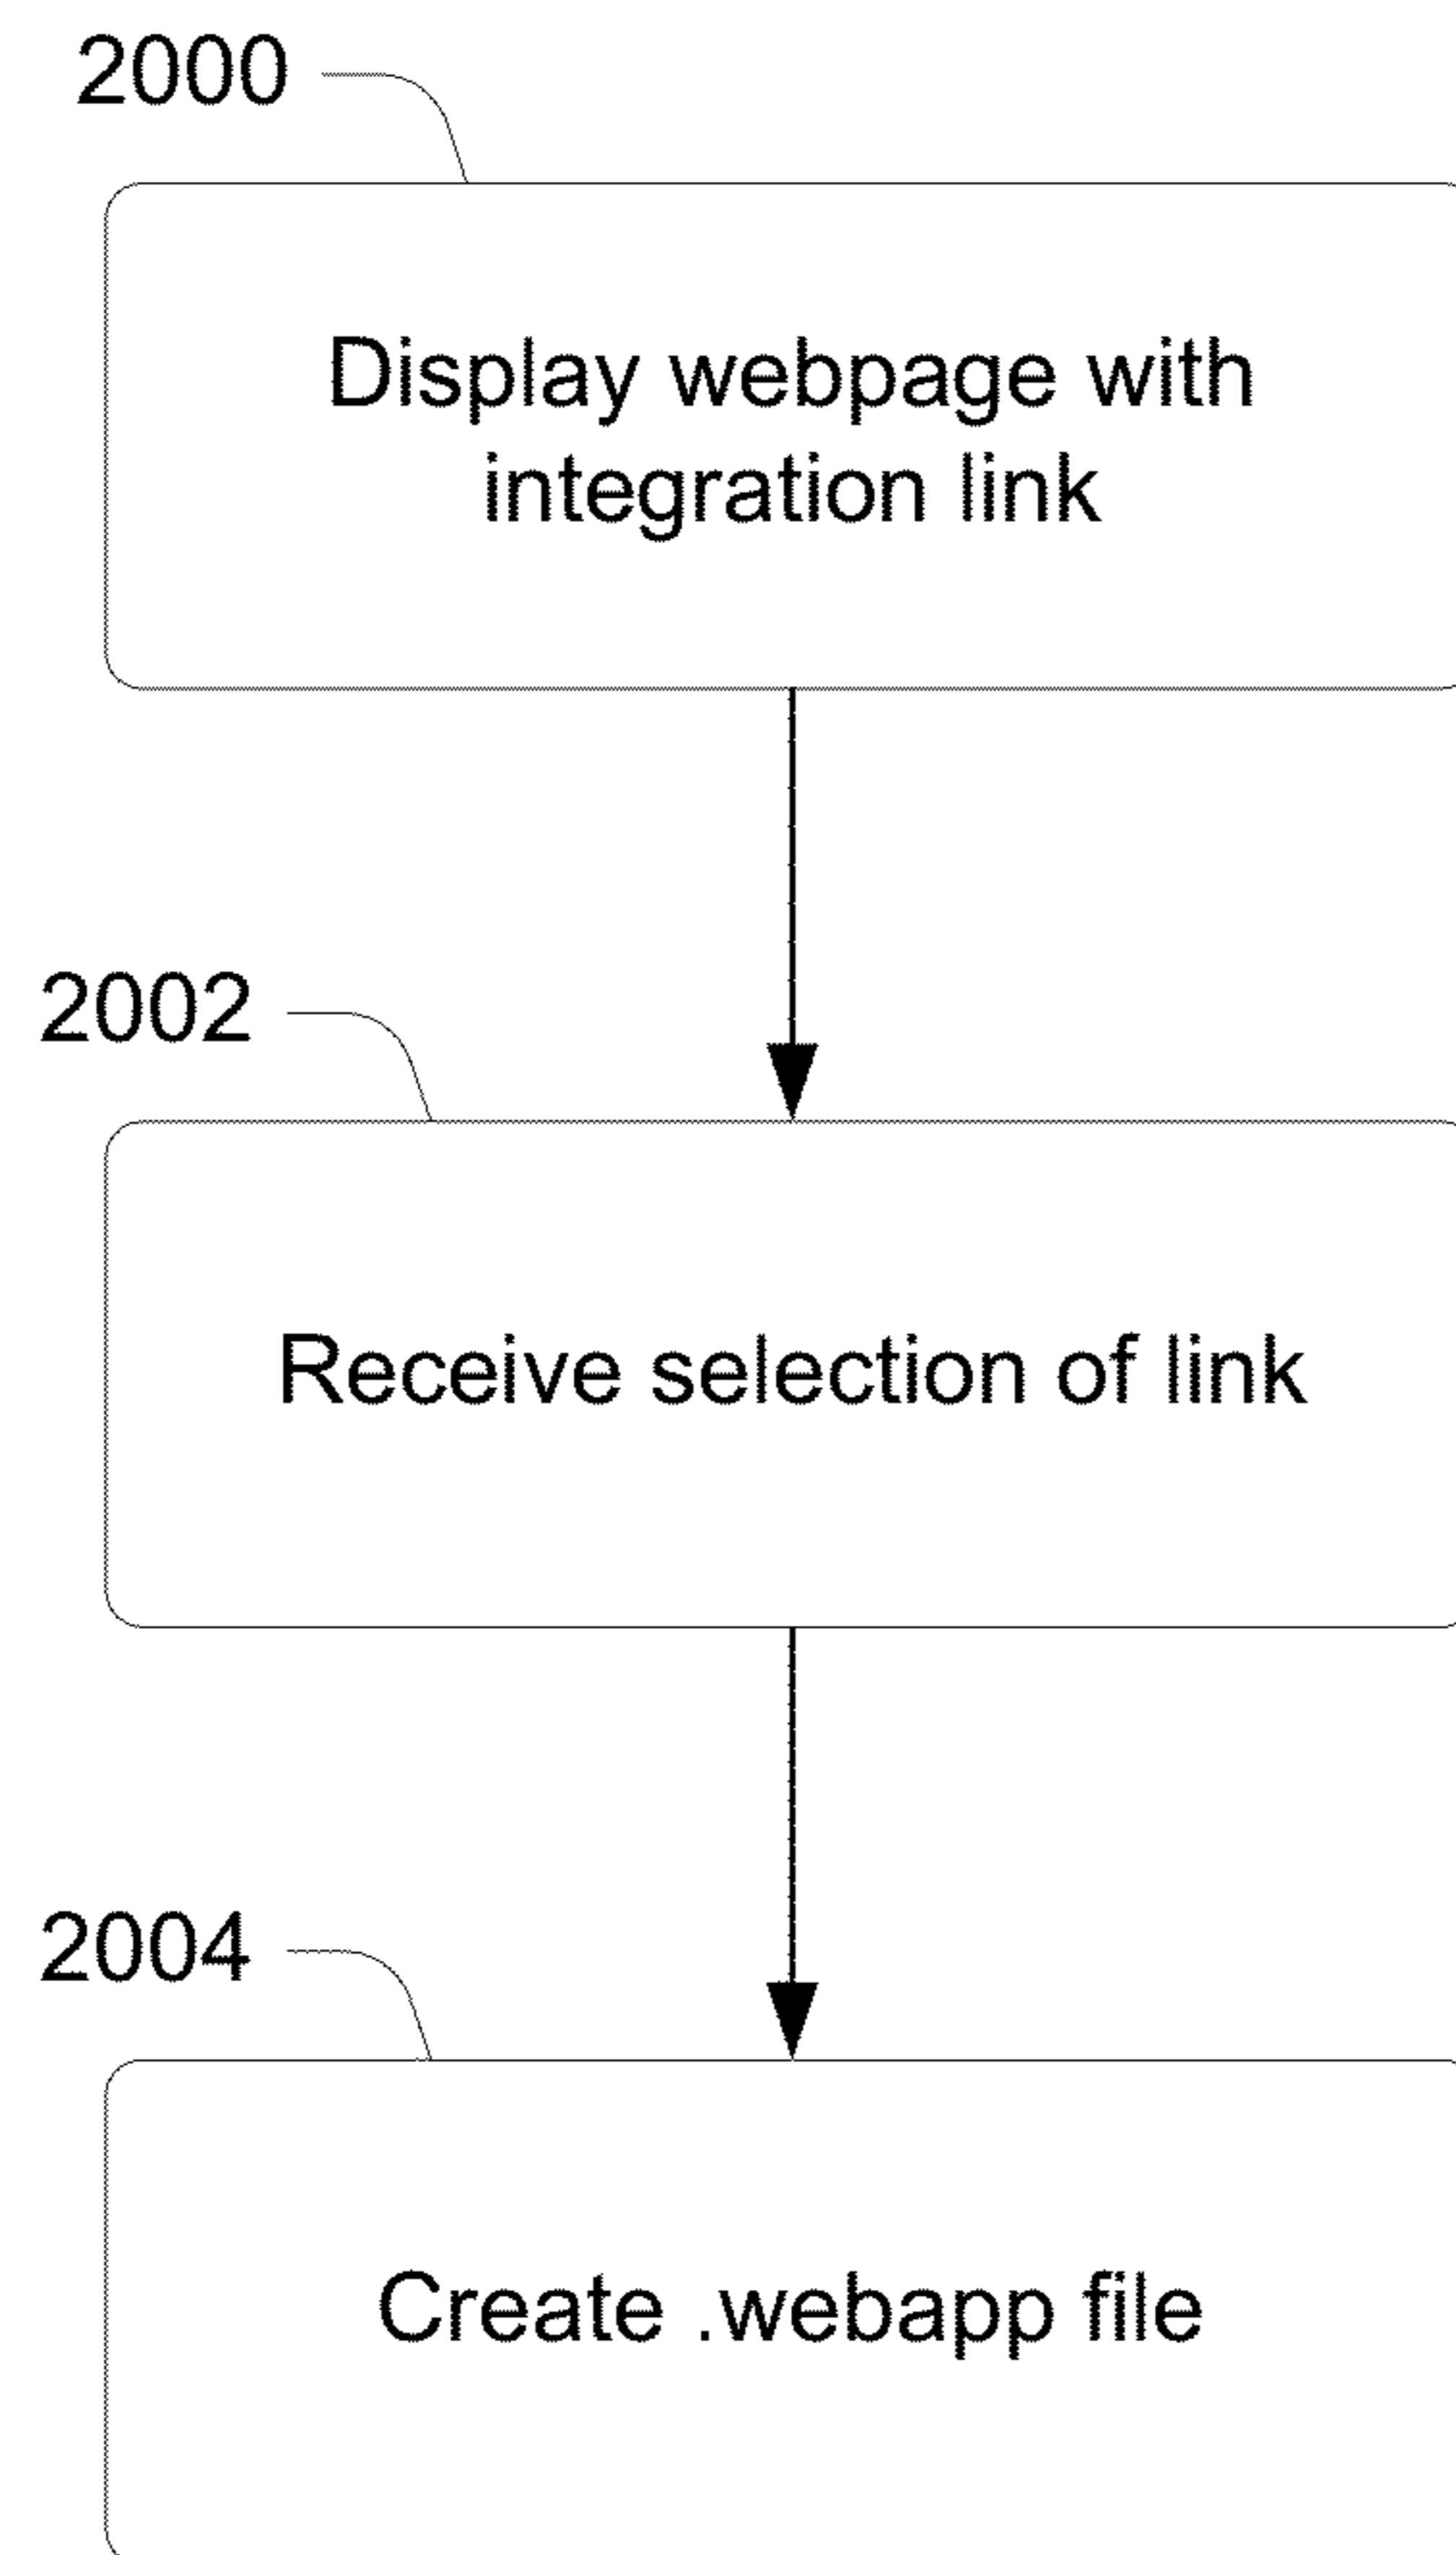 2000
Display webpage with
integration link
2002
Receive selection of link
2004
Create .webapp file